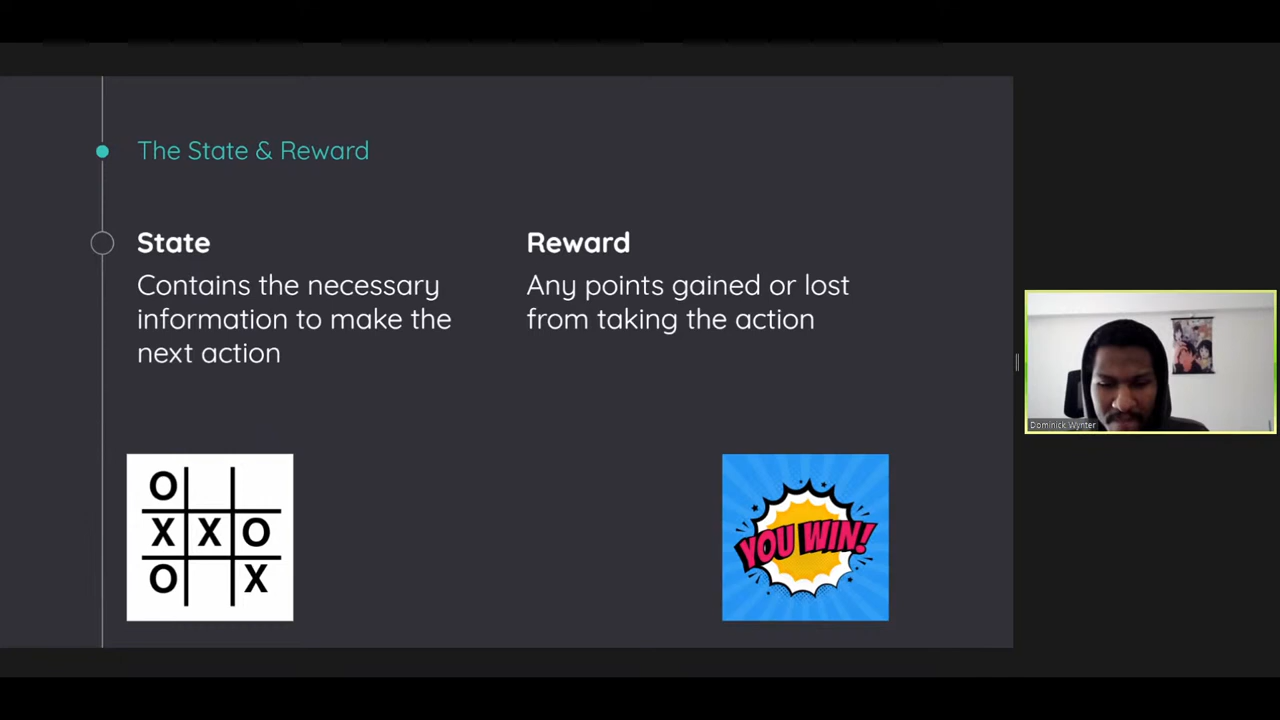 The State & Reward
State
Contains the necessary
information to make the
next action
Reward
Any points gained or lost
from taking the action
O
X X O
O X
YOU WIN!
Dominick Wynter